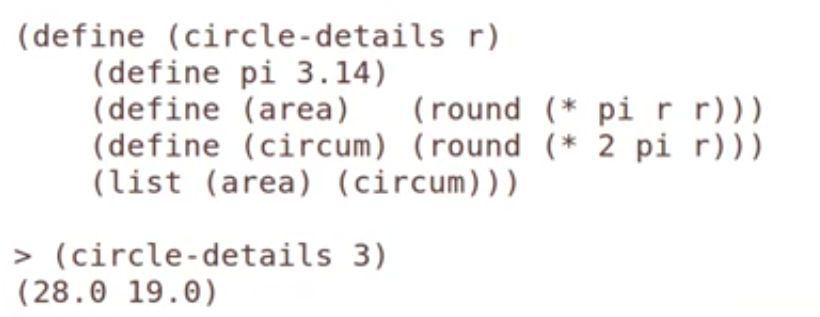 (define (circle-details r)
    (define pi 3.14)
    (define (area)   (round (* pi r r)))
    (define (circum) (round (* 2 pi r)))
    (list (area) (circum)))

> (circle-details 3)
(28.0 19.0)